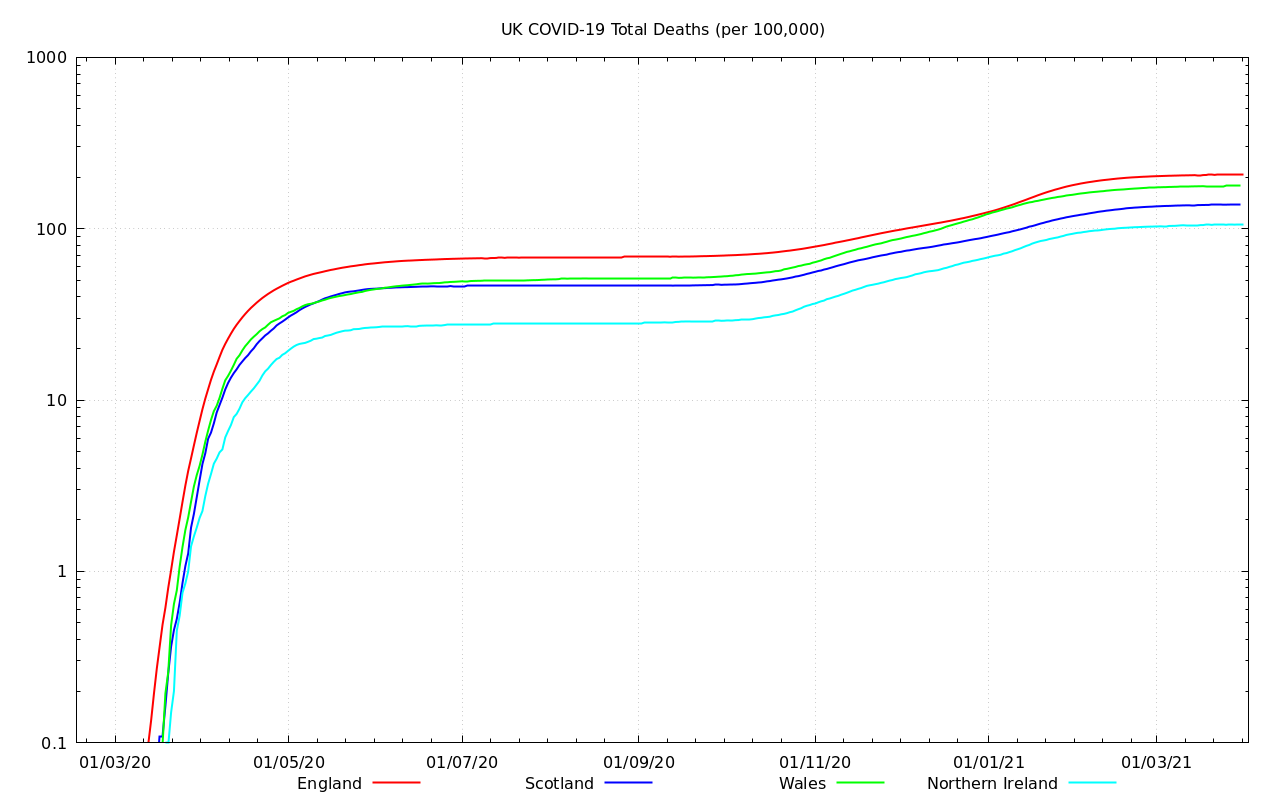 UK COVID-19 Total Deaths (per 100,000)
1000
100
10
1
0.1
01/03/20 01/05/20 01/07/20 01/09/20 01/11/20 01/01/21 01/03/21
England Scotland Wales Northern Ireland